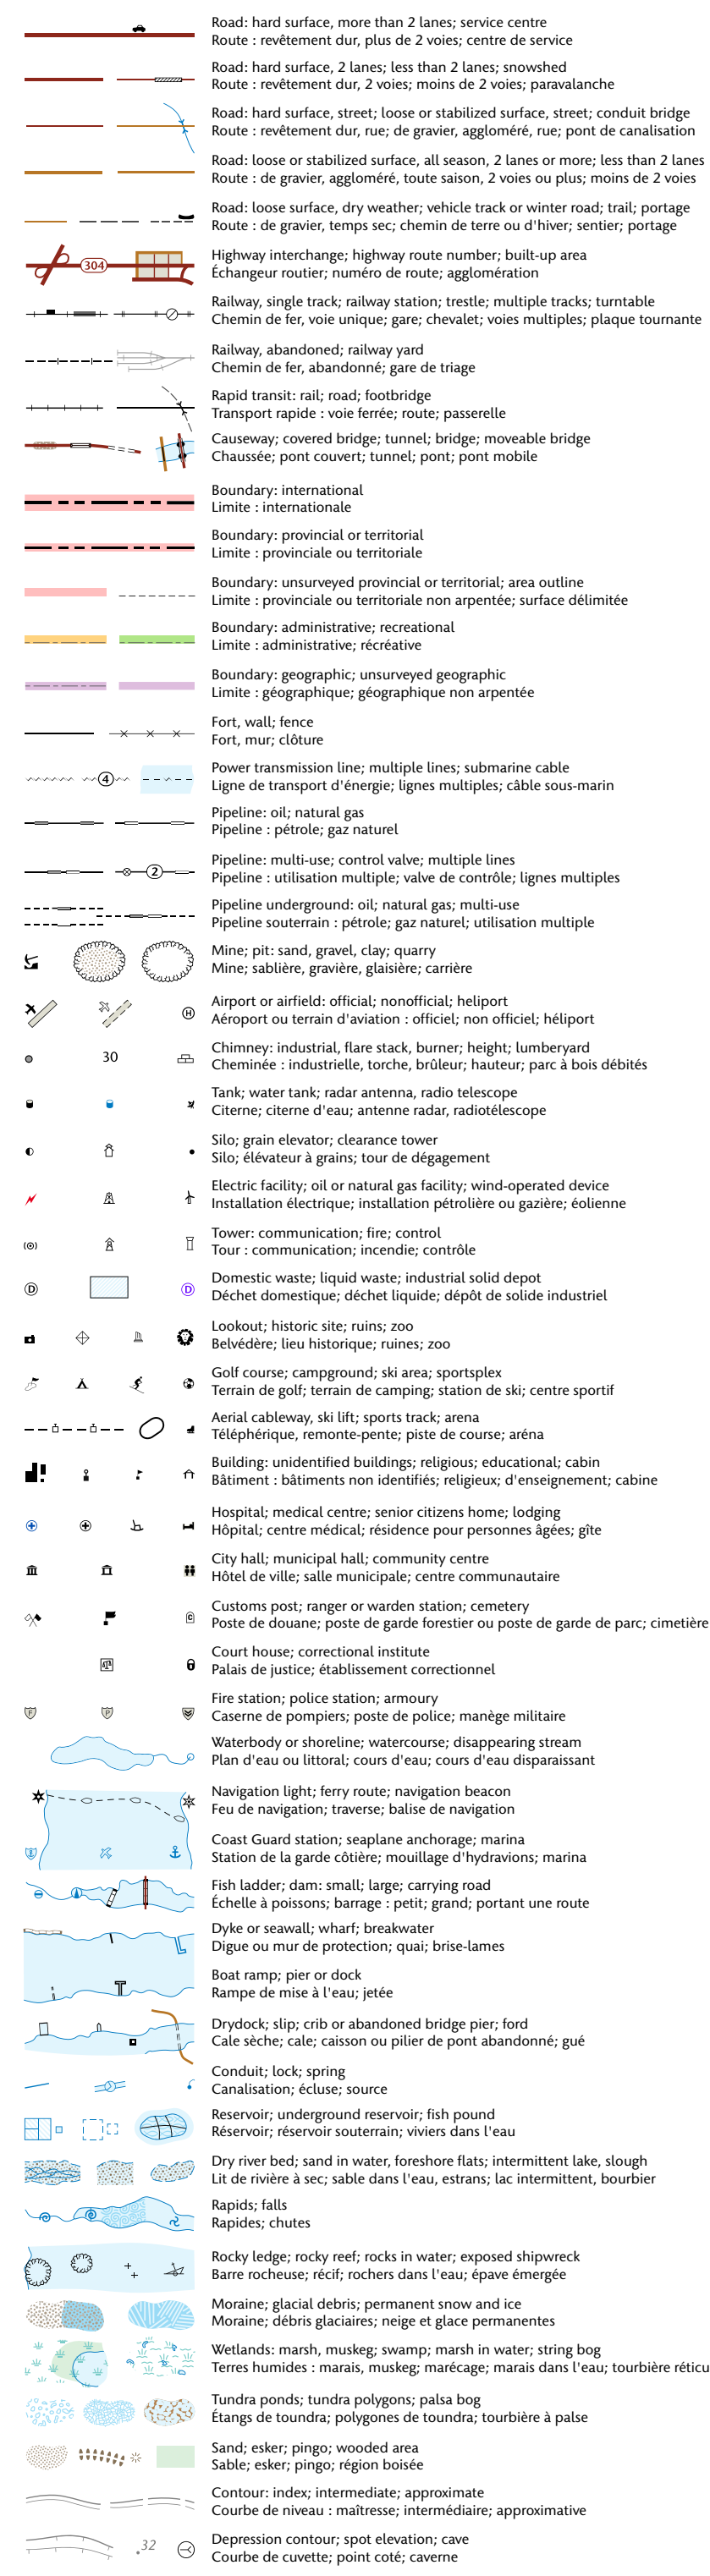 Road: hard surface, more than 2 lanes; service centre
Route : revêtement dur, plus de 2 voies; centre de service
Road: hard surface, 2 lanes; less than 2 lanes; snowshed
Route : revêtement dur, 2 voies; moins de 2 voies; paravalanche
Road: hard surface, street; loose or stabilized surface, street; conduit bridge
Route : revêtement dur, rue; de gravier, aggloméré, rue; pont de canalisation
Road: loose or stabilized surface, all season, 2 lanes or more; less than 2 lanes
Route : de gravier, aggloméré, toute saison, 2 voies ou plus; moins de 2 voies
Road: loose surface, dry weather; vehicle track or winter road; trail; portage
Route : de gravier, temps sec; chemin de terre ou d'hiver; sentier; portage
304
Highway interchange; highway route number; built-up area
Échangeur routier; numéro de route; agglomération
Railway, single track; railway station; trestle; multiple tracks; turntable
Chemin de fer, voie unique; gare; chevalet; voies multiples; plaque tournante
Railway, abandoned; railway yard
Chemin de fer, abandonné; gare de triage
Rapid transit: rail; road; footbridge
Transport rapide : voie ferrée; route; passerelle
Causeway; covered bridge; tunnel; bridge; moveable bridge
Chaussée; pont couvert; tunnel; pont; pont mobile
Boundary: international
Limite : internationale
Boundary: provincial or territorial
Limite : provinciale ou territoriale
Boundary: unsurveyed provincial or territorial; area outline
Limite : provinciale ou territoriale non arpentée; surface délimitée
Boundary: administrative; recreational
Limite : administrative; récréative
Boundary: geographic; unsurveyed geographic
Limite : géographique; géographique non arpentée
Fort, wall; fence
Fort, mur; clôture
4
Power transmission line; multiple lines; submarine cable
Ligne de transport d'énergie; lignes multiples; câble sous-marin
Pipeline: oil; natural gas
Pipeline : pétrole; gaz naturel
2
Pipeline: multi-use; control valve; multiple lines
Pipeline : utilisation multiple; valve de contrôle; lignes multiples
Pipeline underground: oil; natural gas; multi-use
Pipeline souterrain : pétrole; gaz naturel; utilisation multiple
Mine; pit: sand, gravel, clay; quarry
Mine; sablière, gravière, glaisière; carrière
H
Airport or airfield: official; nonofficial; heliport
Aéroport ou terrain d'aviation : officiel; non officiel; héliport
30
Chimney: industrial, flare stack, burner; height; lumberyard
Cheminée : industrielle, torche, brûleur; hauteur; parc à bois débités
Tank; water tank; radar antenna, radio telescope
Citerne; citerne d'eau; antenne radar, radiotélescope
Silo; grain elevator; clearance tower
Silo; élévateur à grains; tour de dégagement
Electric facility; oil or natural gas facility; wind-operated device
Installation électrique; installation pétrolière ou gazière; éolienne
Tower: communication; fire; control
Tour : communication; incendie; contrôle
D D
Domestic waste; liquid waste; industrial solid depot
Déchet domestique; déchet liquide; dépôt de solide industriel
Lookout; historic site; ruins; zoo
Belvédère; lieu historique; ruines; zoo
Golf course; campground; ski area; sportsplex
Terrain de golf; terrain de camping; station de ski; centre sportif
Aerial cableway, ski lift; sports track; arena
Téléphérique, remonte-pente; piste de course; aréna
Building: unidentified buildings; religious; educational; cabin
Bâtiment : bâtiments non identifiés; religieux; d'enseignement; cabine
Hospital; medical centre; senior citizens home; lodging
Hôpital; centre médical; résidence pour personnes âgées; gîte
City hall; municipal hall; community centre
Hôtel de ville; salle municipale; centre communautaire
C
Customs post; ranger or warden station; cemetery
Poste de douane; poste de garde forestier ou poste de garde de parc; cimetière
Court house; correctional institute
Palais de justice; établissement correctionnel
F P
Fire station; police station; armoury
Caserne de pompiers; poste de police; manège militaire
Waterbody or shoreline; watercourse; disappearing stream
Plan d'eau ou littoral; cours d'eau; cours d'eau disparaissant
Navigation light; ferry route; navigation beacon
Feu de navigation; traverse; balise de navigation
Coast Guard station; seaplane anchorage; marina
Station de la garde côtière; mouillage d'hydravions; marina
Fish ladder; dam: small; large; carrying road
Échelle à poissons; barrage : petit; grand; portant une route
Dyke or seawall; wharf; breakwater
Digue ou mur de protection; quai; brise-lames
Boat ramp; pier or dock
Rampe de mise à l'eau; jetée
Drydock; slip; crib or abandoned bridge pier; ford
Cale sèche; cale; caisson ou pilier de pont abandonné; gué
Conduit; lock; spring
Canalisation; écluse; source
Reservoir; underground reservoir; fish pound
Réservoir; réservoir souterrain; viviers dans l'eau
Dry river bed; sand in water, foreshore flats; intermittent lake, slough
Lit de rivière à sec; sable dans l'eau, estrans; lac intermittent, bourbier
Rapids; falls
Rapides; chutes
Rocky ledge; rocky reef; rocks in water; exposed shipwreck
Barre rocheuse; récif; rochers dans l'eau; épave émergée
Moraine; glacial debris; permanent snow and ice
Moraine; débris glaciaires; neige et glace permanentes
Wetlands: marsh, muskeg; swamp; marsh in water; string bog
Terres humides : marais, muskeg; marécage; marais dans l'eau; tourbière réticu
Tundra ponds; tundra polygons; palsa bog
Étangs de toundra; polygones de toundra; tourbière à palse
Sand; esker; pingo; wooded area
Sable; esker; pingo; région boisée
Contour: index; intermediate; approximate
Courbe de niveau : maîtresse; intermédiaire; approximative
32
Depression contour; spot elevation; cave
Courbe de cuvette; point coté; caverne